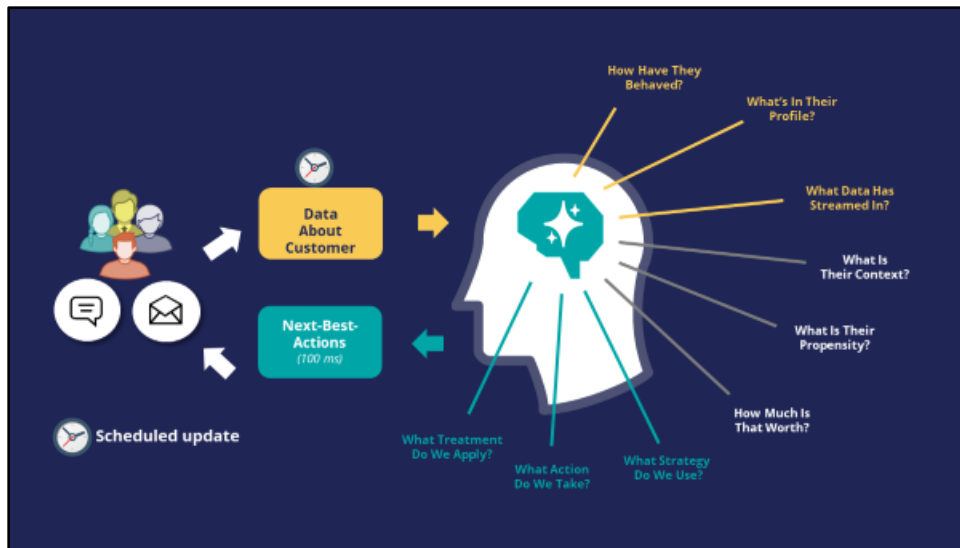 How Have They
Behaved?
What's In Their
Profile?
What Data Has
Streamed In?
What Is
Their Context?
What Is Their
Propensity?
How Much Is
That Worth?
Data
About
Customer
Next-Best-
Actions
(100 ms)
Scheduled update
What Treatment
Do We Apply?
What Action
Do We Take?
What Strategy
Do We Use?